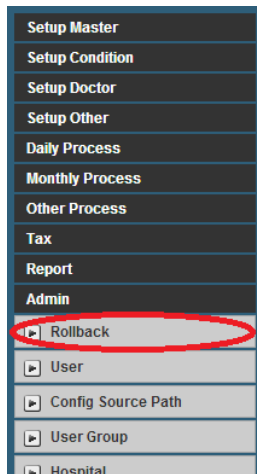 Setup Master
Setup Condition
Setup Doctor
Setup Other
Daily Process
Monthly Process
Other Process
Tax
Report
Admin
Rollback
User
Config Source Path
User Group
Hospital